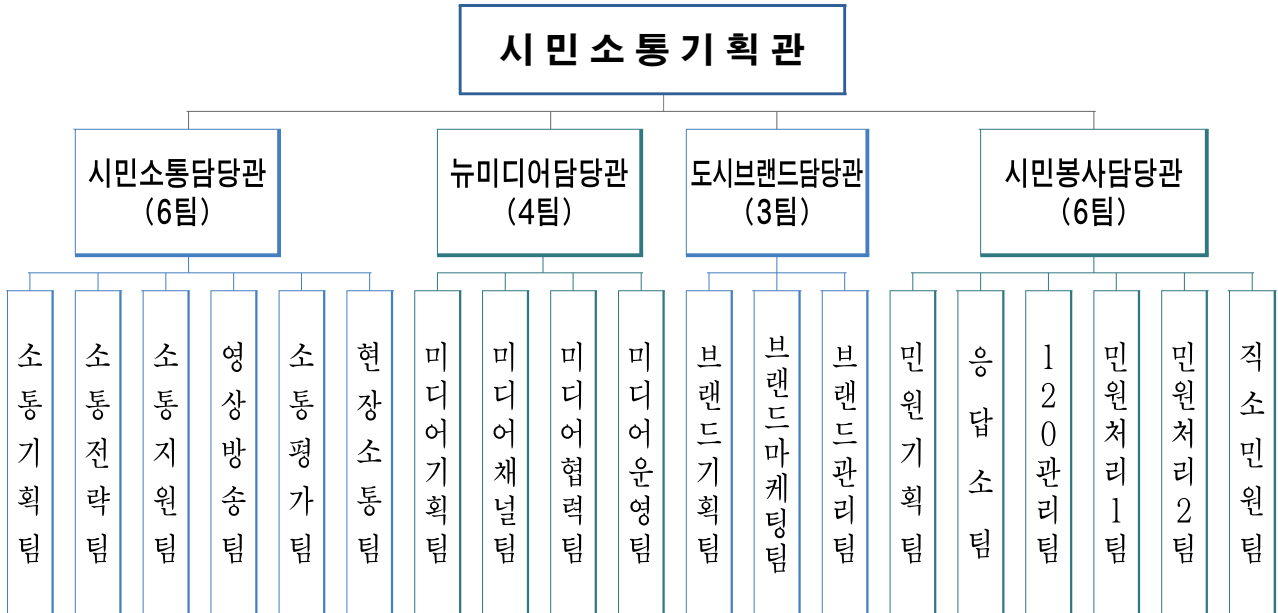 시민소통기획관
시민소통담당관
(6팀)
뉴미디어담당관
(4팀)
도시브랜드담당관
(3팀)
시민봉사담당관
(6팀)
소통기획팀
소통전략팀
소통지원팀
영상방송팀
소통평가팀
현장소통팀
미디어기획팀
미디어채널팀
미디어협력팀
미디어운영팀
브랜드기획팀
브랜드마케팅팀
브랜드관리팀
민원기획팀
응답소팀
120관리팀
민원처리1팀
민원처리2팀
직소민원팀